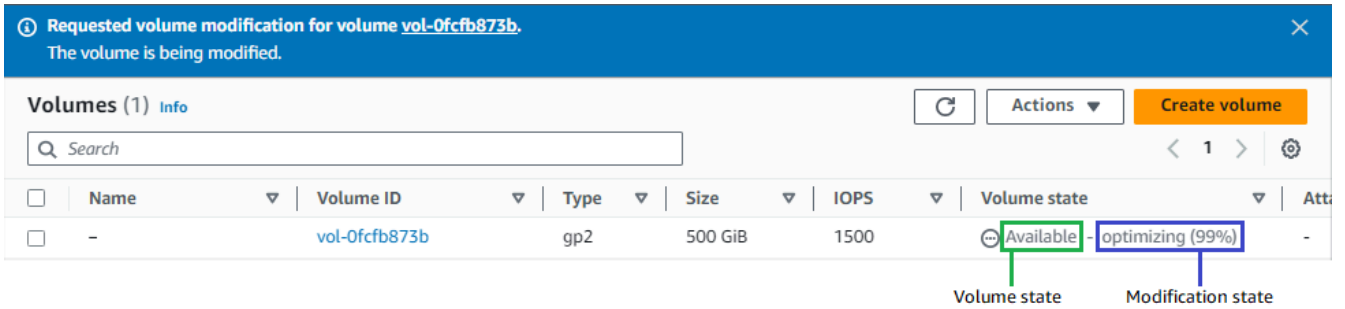 Requested volume modification for volume vol-0fcfb873b.
The volume is being modified.
Volumes (1) Info
Actions
Create volume
Search
1
Name Volume ID Type Size IOPS Volume state Atta
– vol-0fcfb873b gp2 500 GiB 1500 Available - optimizing (99%) -
Volume state Modification state